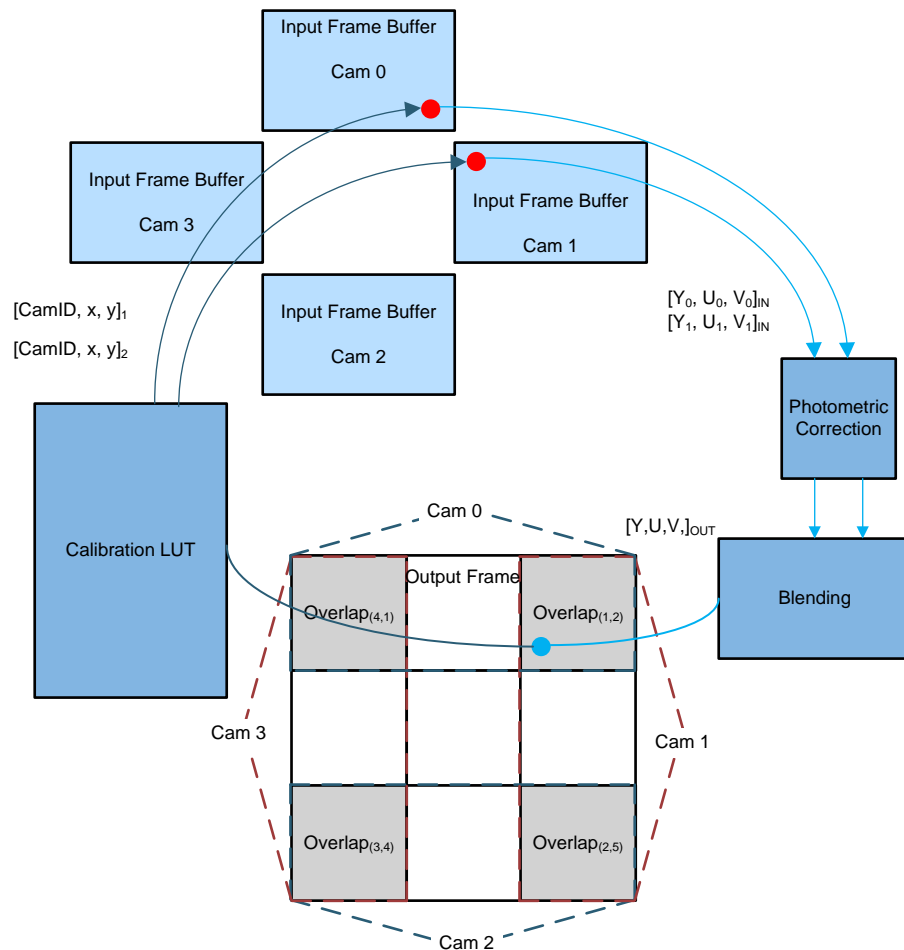 Input Frame Buffer
Cam 0
Input Frame Buffer
Cam 3
Input Frame Buffer
Cam 1
Input Frame Buffer
Cam 2
[CamID, x, y]₁
[CamID, x, y]₂
[Y₀, U₀, V₀]IN
[Y₁, U₁, V₁]IN
Photometric
Correction
Calibration LUT
Cam 0
[Y,U,V,]OUT
Blending
Output Frame
Overlap(4,1)
Overlap(1,2)
Cam 3
Cam 1
Overlap(3,4)
Overlap(2,5)
Cam 2